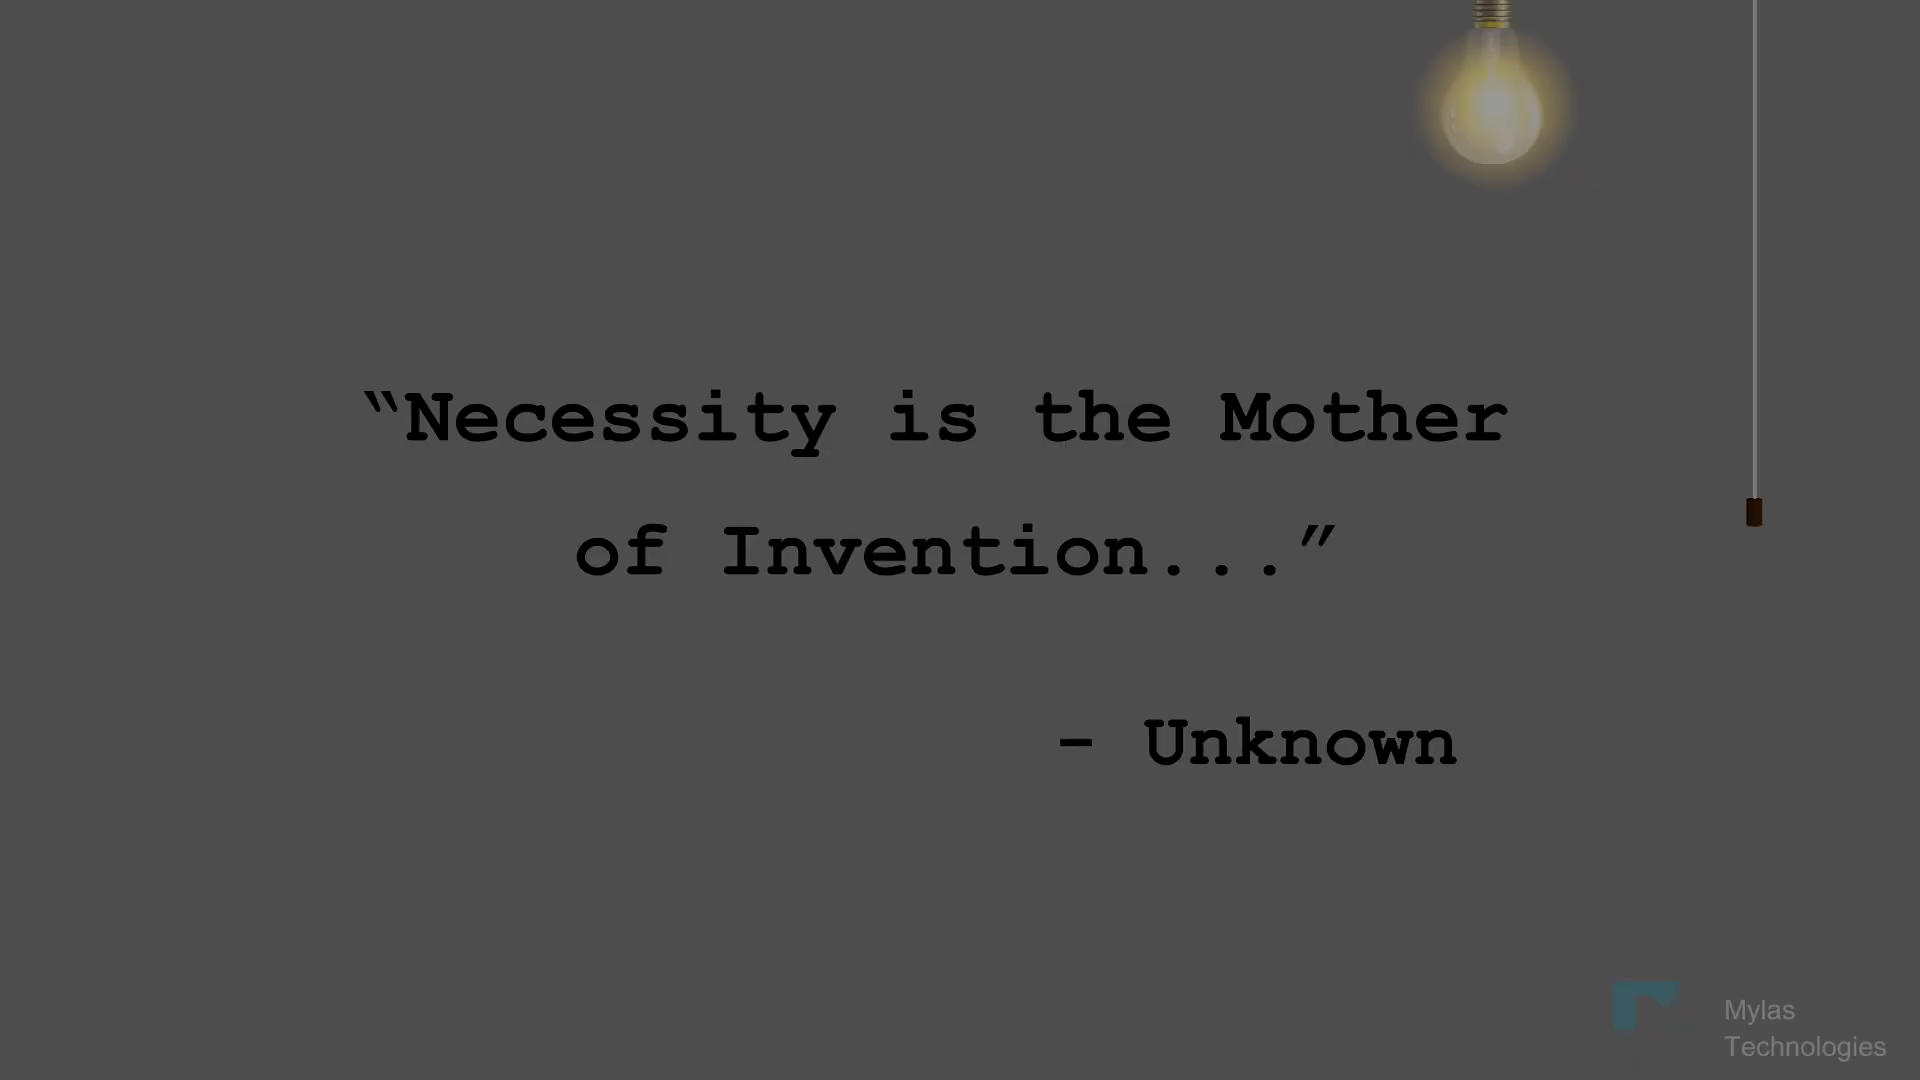 “Necessity is the Mother
of Invention...”
- Unknown
Mylas
Technologies